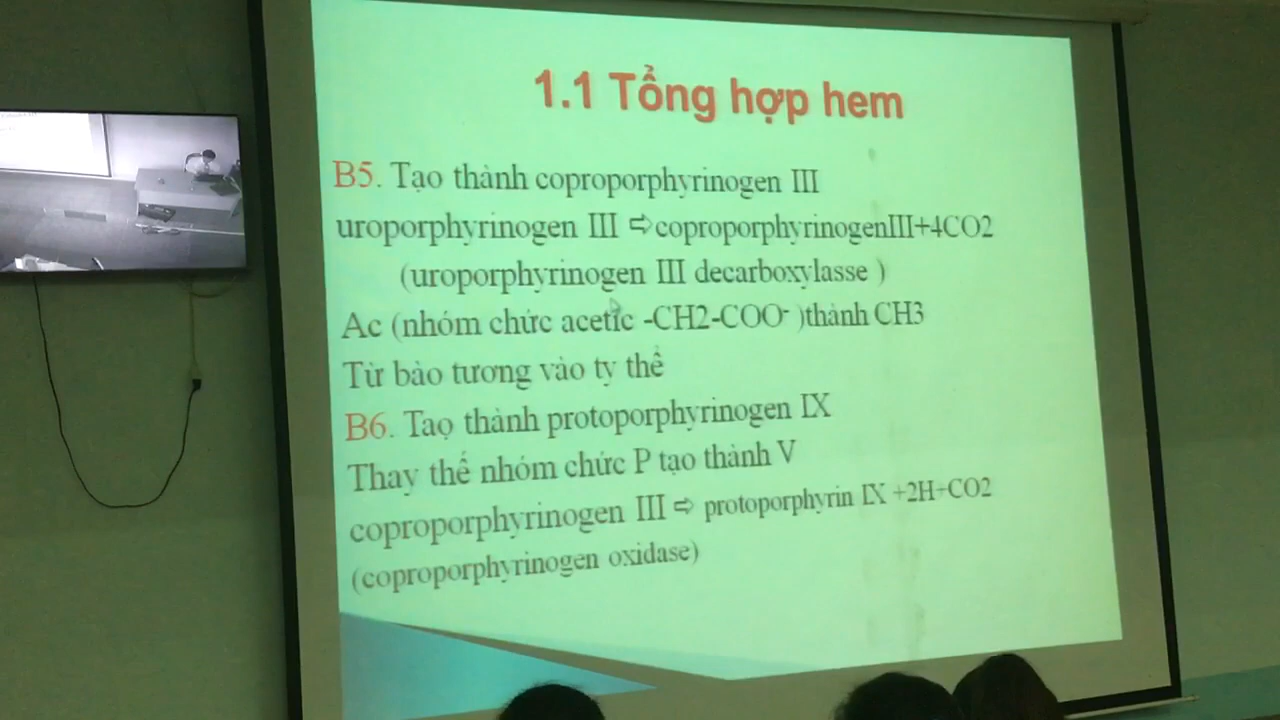 1.1 Tổng hợp hem
B5. Tạo thành coproporphyrinogen III
uroporphyrinogen III ⇨coproporphyrinogenIII+4CO2
(uroporphyrinogen III decarboxylasse )
Ac (nhóm chức acetic -CH2-COO- )thành CH3
Từ bào tương vào ty thể
B6. Taọ thành protoporphyrinogen IX
Thay thế nhóm chức P tạo thành V
coproporphyrinogen III ⇨ protoporphyrin IX +2H+CO2
(coproporphyrinogen oxidase)